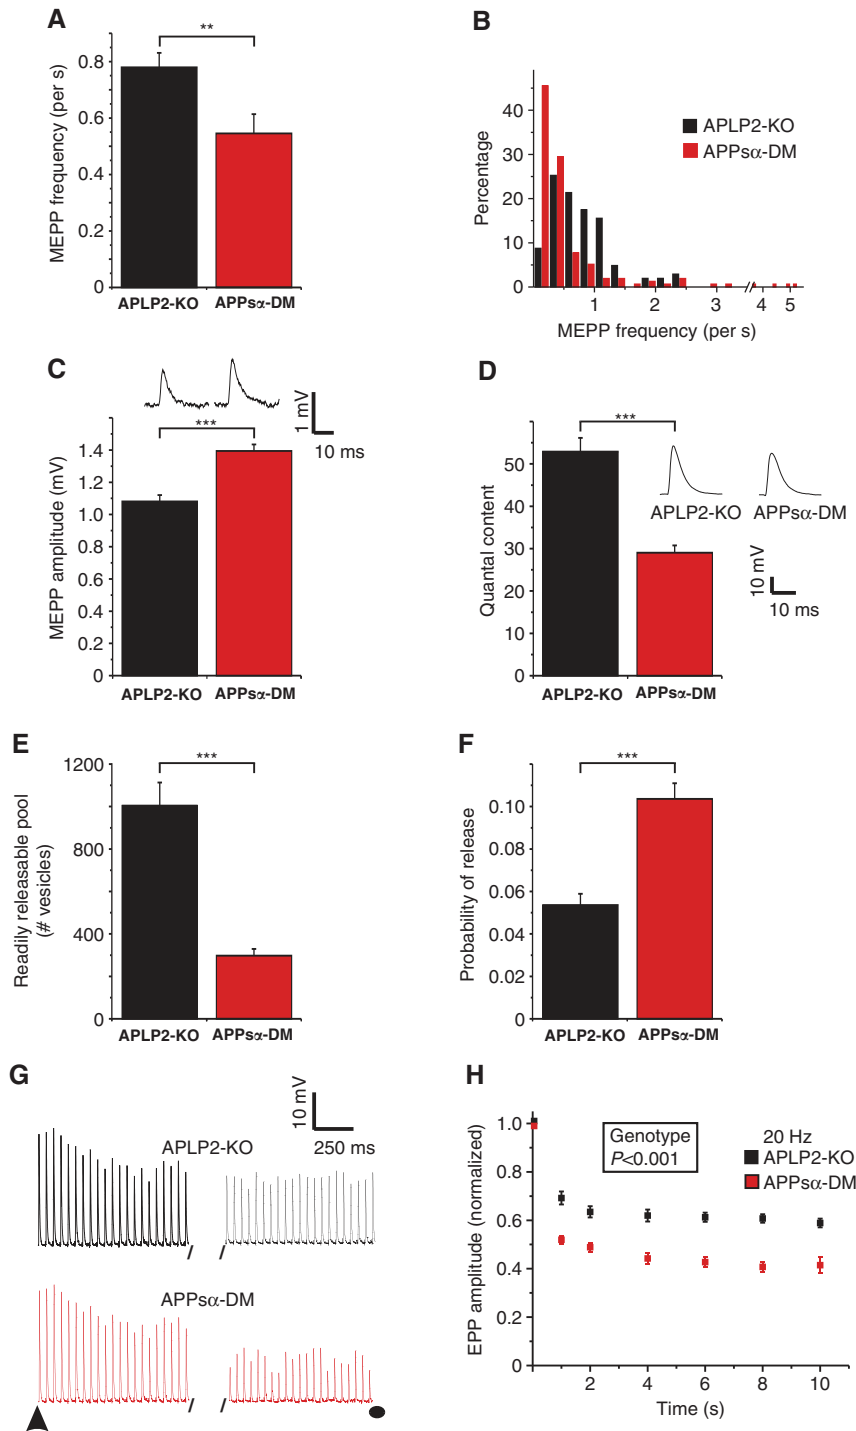 A
**
MEPP frequency (per s)
0.8
0.6
0.4
0.2
0
APLP2-KO APPsα-DM
B
Percentage
40
30
20
10
0
APLP2-KO
APPsα-DM
1 2 3 4 5
MEPP frequency (per s)
C
1 mV
10 ms
***
MEPP amplitude (mV)
1.4
1.2
1.0
0.8
0.6
0.4
0.2
0
APLP2-KO APPsα-DM
D
***
Quantal content
50
40
30
20
10
0
APLP2-KO APPsα-DM
10 mV
10 ms
APLP2-KO APPsα-DM
E
***
Readily releasable pool
(# vesicles)
1200
800
400
0
APLP2-KO APPsα-DM
F
***
Probability of release
0.10
0.08
0.06
0.04
0.02
0.00
APLP2-KO APPsα-DM
G
10 mV
250 ms
APLP2-KO
APPsα-DM
H
EPP amplitude (normalized)
1.0
0.8
0.6
0.4
0.2
0
Genotype
P<0.001
20 Hz
APLP2-KO
APPsα-DM
2 4 6 8 10
Time (s)